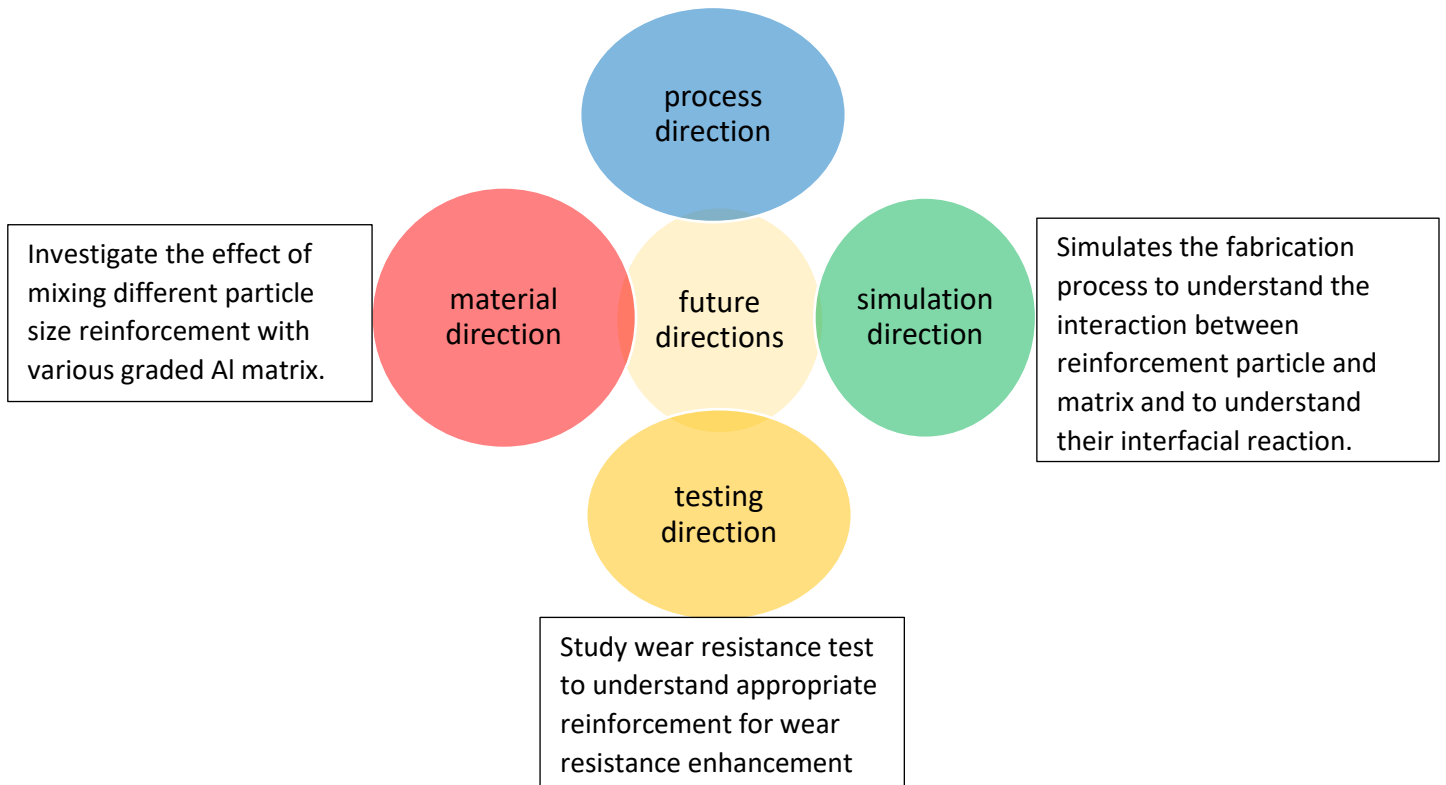 process
direction
Investigate the effect of
mixing different particle
size reinforcement with
various graded Al matrix.
material
direction
future
directions
simulation
direction
Simulates the fabrication
process to understand the
interaction between
reinforcement particle and
matrix and to understand
their interfacial reaction.
testing
direction
Study wear resistance test
to understand appropriate
reinforcement for wear
resistance enhancement